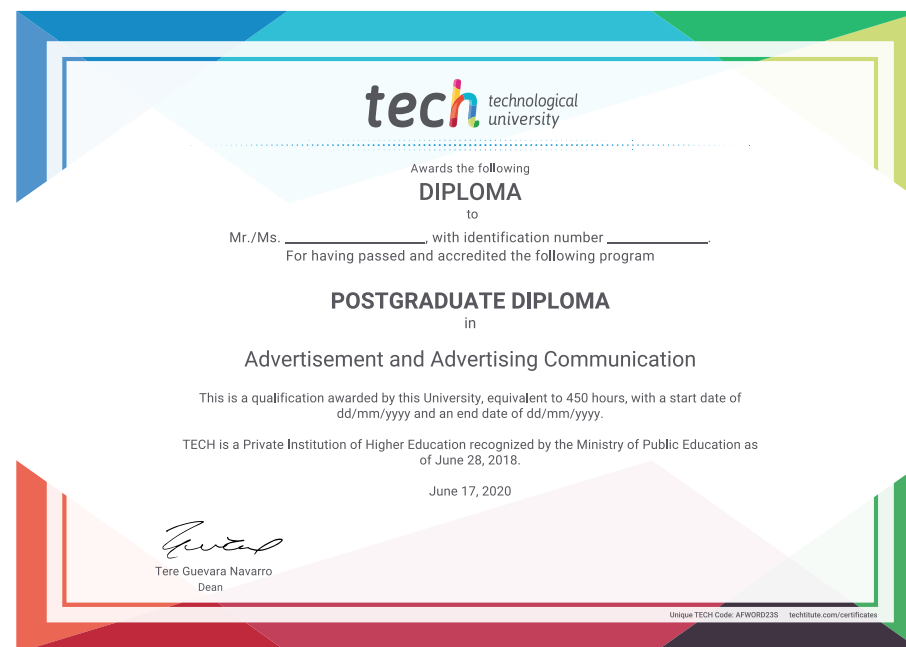 tech technological
university
Awards the following
DIPLOMA
to
Mr./Ms. ____________________, with identification number ______________.
For having passed and accredited the following program
POSTGRADUATE DIPLOMA
in
Advertisement and Advertising Communication
This is a qualification awarded by this University, equivalent to 450 hours, with a start date of
dd/mm/yyyy and an end date of dd/mm/yyyy.
TECH is a Private Institution of Higher Education recognized by the Ministry of Public Education as
of June 28, 2018.
June 17, 2020
Tere Guevara Navarro
Dean
Unique TECH Code: AFWORD23S techtitute.com/certificates